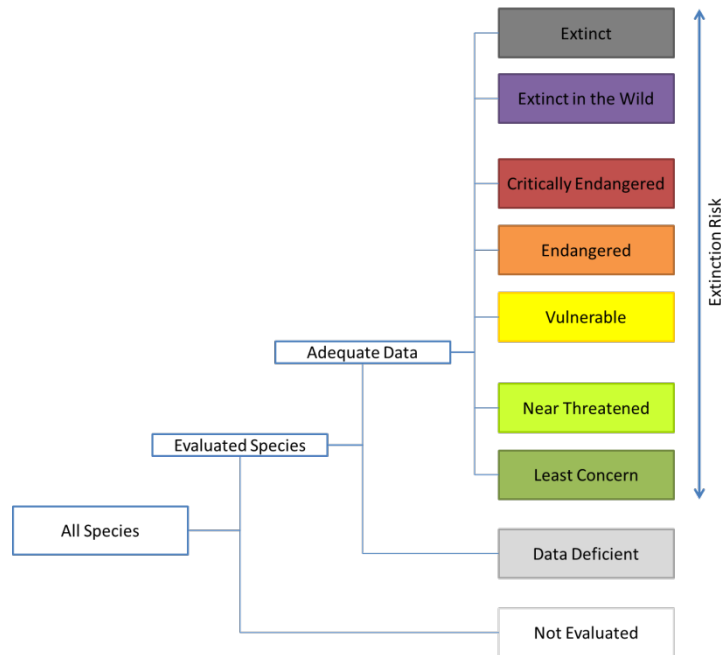 Extinct
Extinct in the Wild
Critically Endangered
Endangered
Vulnerable
Adequate Data
Near Threatened
Evaluated Species
Least Concern
All Species
Data Deficient
Not Evaluated
Extinction Risk